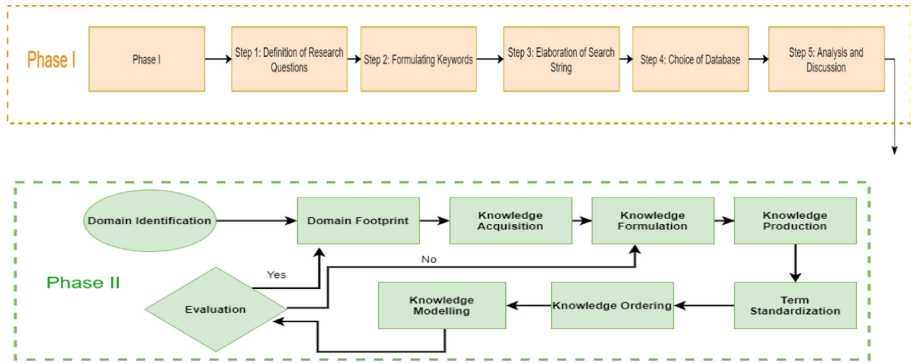 Phase I
Phase I
Step 1: Definition of Research
Questions
Step 2: Formulating Keywords
Step 3: Elaboration of Search
String
Step 4: Choice of Database
Step 5: Analysis and
Discussion
Phase II
Domain Identification
Domain Footprint
Knowledge
Acquisition
Knowledge
Formulation
Knowledge
Production
Yes
No
Evaluation
Knowledge
Modelling
Knowledge Ordering
Term
Standardization